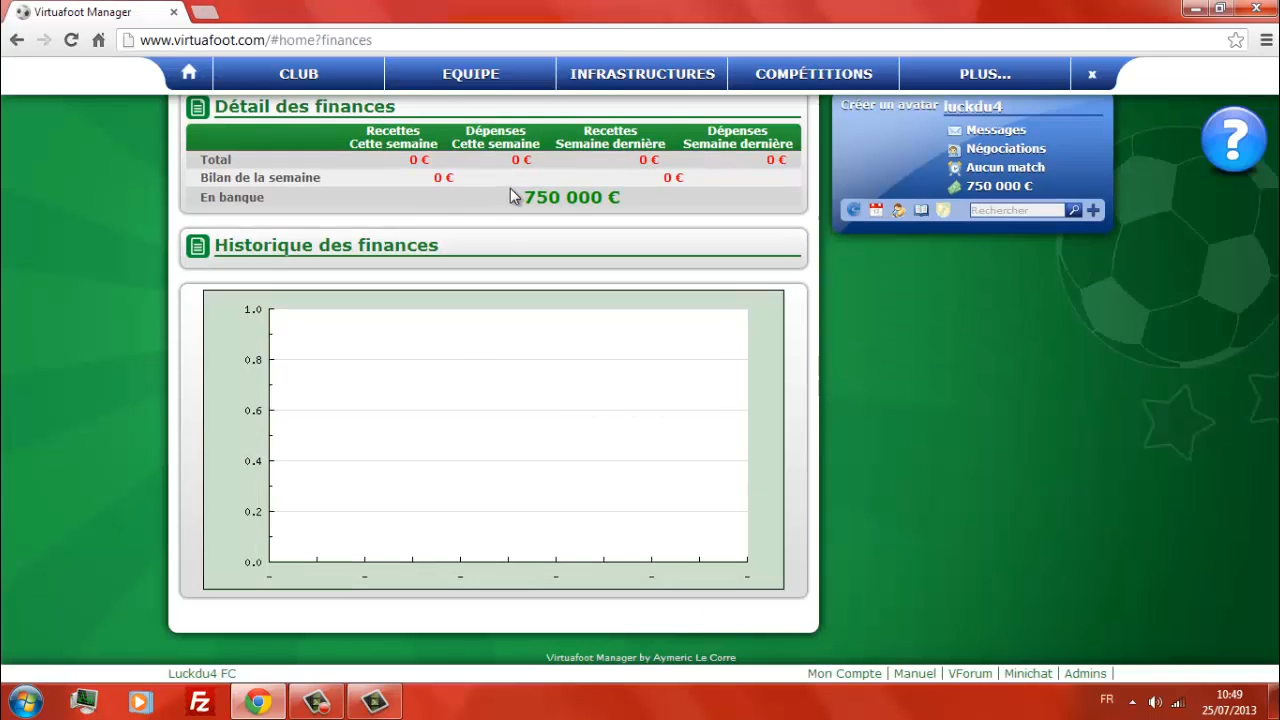 Virtuafoot Manager
www.virtuafoot.com/#home?finances
CLUB EQUIPE INFRASTRUCTURES COMPÉTITIONS PLUS... x
Détail des finances
Recettes Cette semaine Dépenses Cette semaine Recettes Semaine dernière Dépenses Semaine dernière
Total 0 € 0 € 0 € 0 €
Bilan de la semaine 0 € 0 €
En banque 750 000 €
Historique des finances
1.0
0.8
0.6
0.4
0.2
0.0
- - - - - -
Créer un avatar luckdu4
Messages
Négociations
Aucun match
750 000 €
Rechercher
?
Virtuafoot Manager by Aymeric Le Corre
Luckdu4 FC Mon Compte | Manuel | VForum | Minichat | Admins |
Fz FR 10:49
25/07/2013